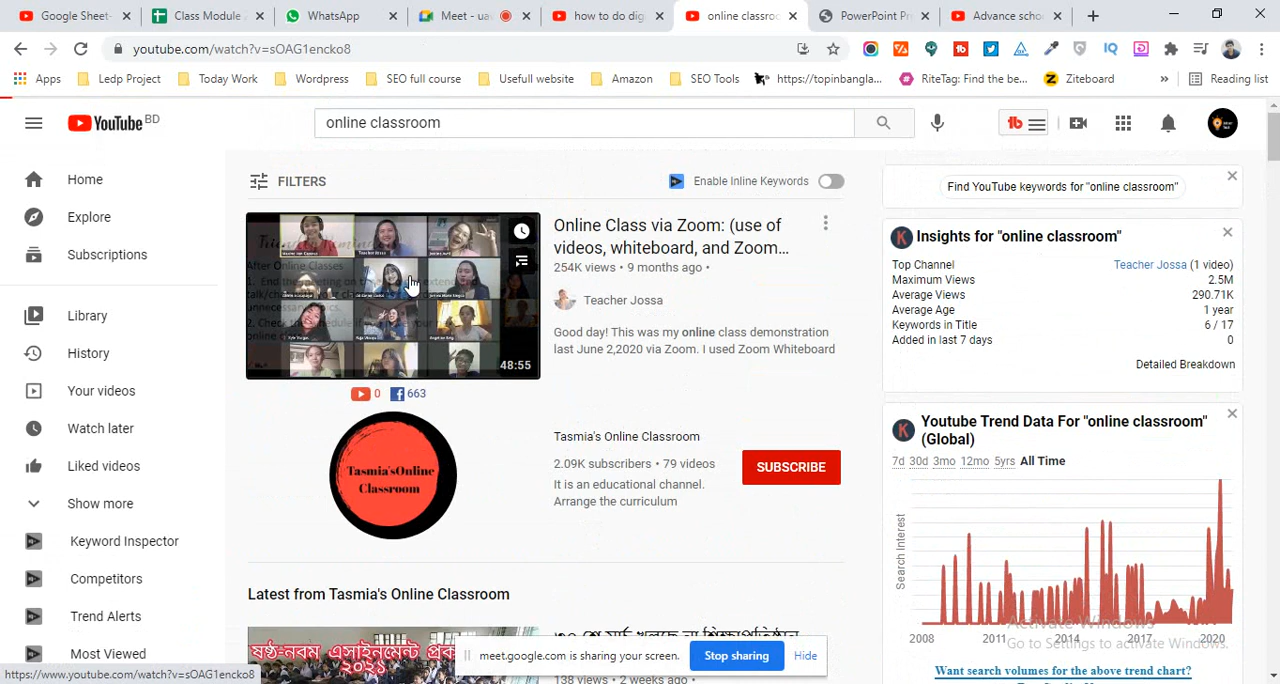 Google Sheet-
Class Module
WhatsApp
Meet - ua
how to do dig
online classroo
PowerPoint Pr
Advance scho
youtube.com/watch?v=sOAG1encko8
Apps
Ledp Project
Today Work
Wordpress
SEO full course
Usefull website
Amazon
SEO Tools
https://topinbangla...
RiteTag: Find the be...
Ziteboard
»
Reading list
YouTube BD
online classroom
Home
Explore
Subscriptions
Library
History
Your videos
Watch later
Liked videos
Show more
Keyword Inspector
Competitors
Trend Alerts
Most Viewed
FILTERS
Enable Inline Keywords
After Online Classes
48:55
Online Class via Zoom: (use of
videos, whiteboard, and Zoom...
254K views • 9 months ago •
Teacher Jossa
Good day! This was my online class demonstration
last June 2,2020 via Zoom. I used Zoom Whiteboard
0
663
Tasmia'sOnline
Classroom
Tasmia's Online Classroom
2.09K subscribers • 79 videos
It is an educational channel.
Arrange the curriculum
SUBSCRIBE
Latest from Tasmia's Online Classroom
ষষ্ঠ-নবম এসাইনমেন্ট
২০২১
138 views • 2 weeks ago
Find YouTube keywords for "online classroom"
Insights for "online classroom"
Top Channel Teacher Jossa (1 video)
Maximum Views 2.5M
Average Views 290.71K
Average Age 1 year
Keywords in Title 6 / 17
Added in last 7 days 0
Detailed Breakdown
Youtube Trend Data For "online classroom"
(Global)
7d 30d 3mo 12mo 5yrs All Time
Search Interest
2008 2011 2014 2017 2020
Activate Windows
Go to Settings to activate Windows.
Want search volumes for the above trend chart?
meet.google.com is sharing your screen.
Stop sharing
Hide
https://www.youtube.com/watch?v=sOAG1encko8